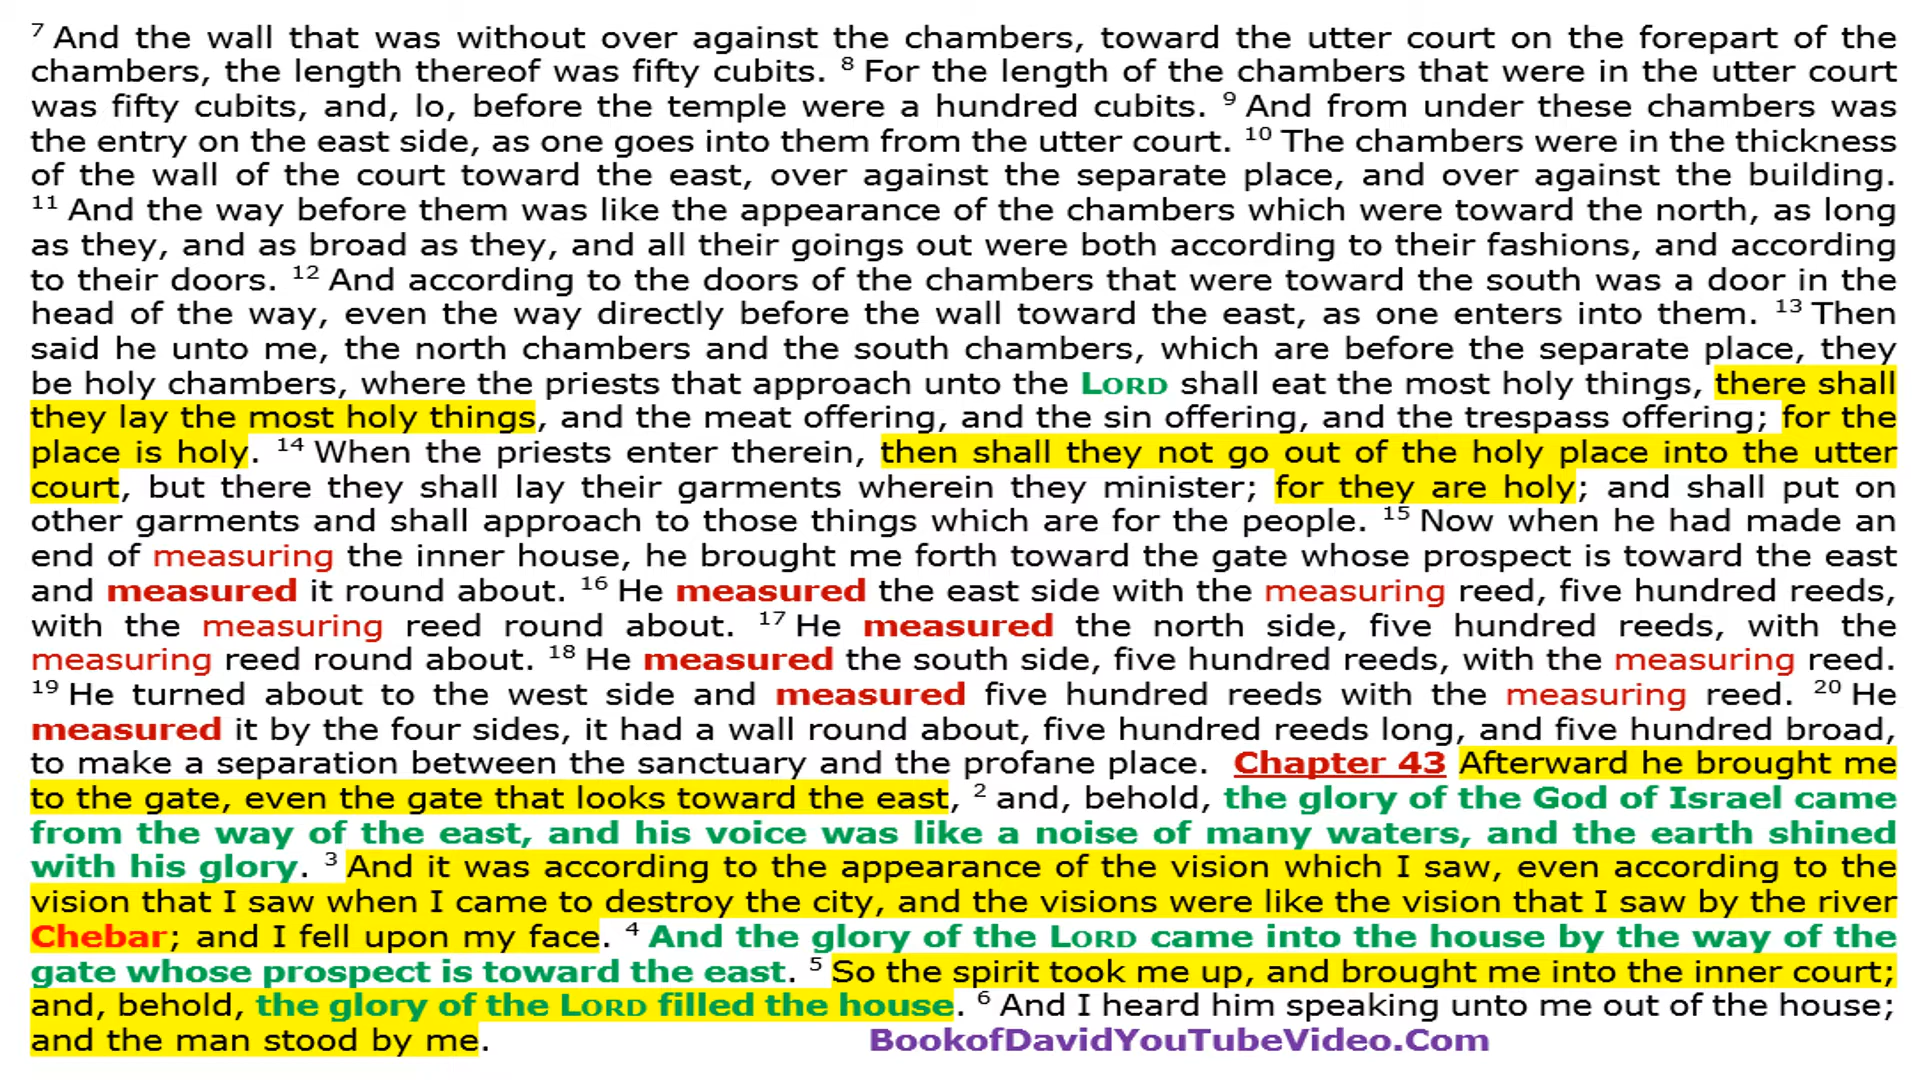 7 And the wall that was without over against the chambers, toward the utter court on the forepart of the
chambers, the length thereof was fifty cubits. 8 For the length of the chambers that were in the utter court
was fifty cubits, and, lo, before the temple were a hundred cubits. 9 And from under these chambers was
the entry on the east side, as one goes into them from the utter court. 10 The chambers were in the thickness
of the wall of the court toward the east, over against the separate place, and over against the building.
11 And the way before them was like the appearance of the chambers which were toward the north, as long
as they, and as broad as they, and all their goings out were both according to their fashions, and according
to their doors. 12 And according to the doors of the chambers that were toward the south was a door in the
head of the way, even the way directly before the wall toward the east, as one enters into them. 13 Then
said he unto me, the north chambers and the south chambers, which are before the separate place, they
be holy chambers, where the priests that approach unto the LORD shall eat the most holy things, there shall
they lay the most holy things, and the meat offering, and the sin offering, and the trespass offering; for the
place is holy. 14 When the priests enter therein, then shall they not go out of the holy place into the utter
court, but there they shall lay their garments wherein they minister; for they are holy; and shall put on
other garments and shall approach to those things which are for the people. 15 Now when he had made an
end of measuring the inner house, he brought me forth toward the gate whose prospect is toward the east
and measured it round about. 16 He measured the east side with the measuring reed, five hundred reeds,
with the measuring reed round about. 17 He measured the north side, five hundred reeds, with the
measuring reed round about. 18 He measured the south side, five hundred reeds, with the measuring reed.
19 He turned about to the west side and measured five hundred reeds with the measuring reed. 20 He
measured it by the four sides, it had a wall round about, five hundred reeds long, and five hundred broad,
to make a separation between the sanctuary and the profane place. Chapter 43 Afterward he brought me
to the gate, even the gate that looks toward the east, 2 and, behold, the glory of the God of Israel came
from the way of the east, and his voice was like a noise of many waters, and the earth shined
with his glory. 3 And it was according to the appearance of the vision which I saw, even according to the
vision that I saw when I came to destroy the city, and the visions were like the vision that I saw by the river
Chebar; and I fell upon my face. 4 And the glory of the LORD came into the house by the way of the
gate whose prospect is toward the east. 5 So the spirit took me up, and brought me into the inner court;
and, behold, the glory of the LORD filled the house. 6 And I heard him speaking unto me out of the house;
and the man stood by me. BookofDavidYouTubeVideo.Com